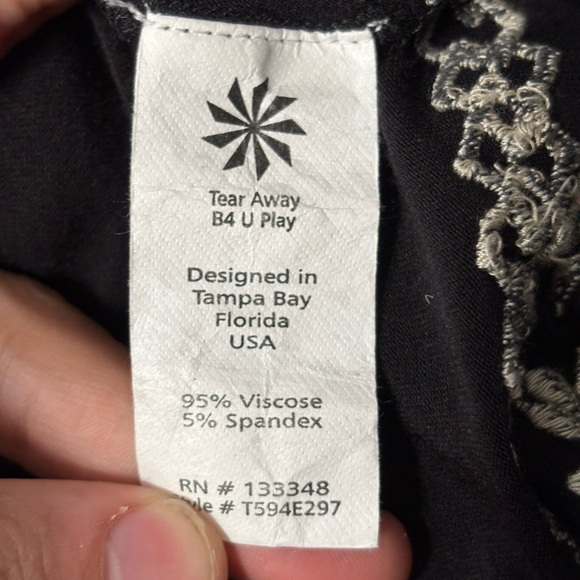 Tear Away
B4 U Play
Designed in
Tampa Bay
Florida
USA
95% Viscose
5% Spandex
RN # 133348
# T594E297